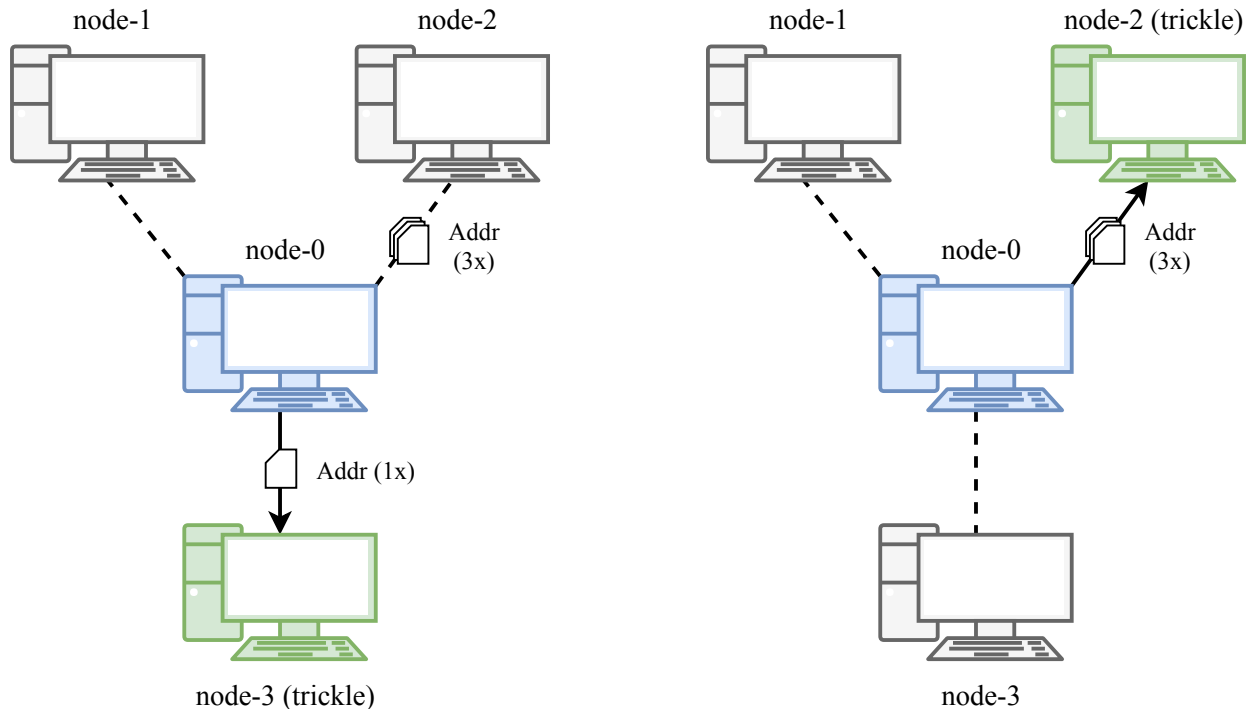 node-1
node-2
node-0
Addr
(3x)
Addr (1x)
node-3 (trickle)
node-1
node-2 (trickle)
node-0
Addr
(3x)
node-3